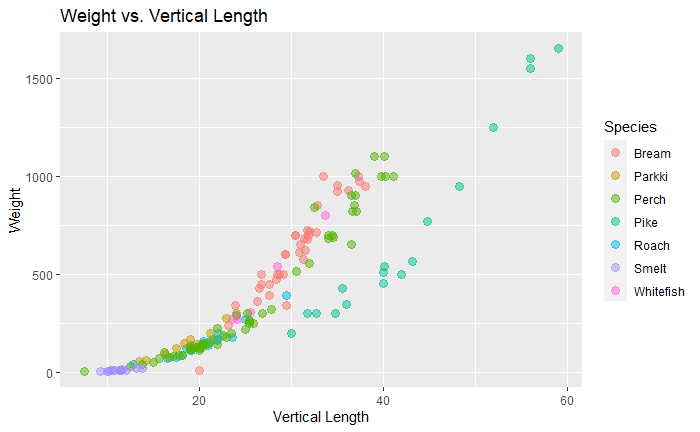 Weight vs. Vertical Length
1500
1000
500
0
Weight
20
40
60
Vertical Length
Species
Bream
Parkki
Perch
Pike
Roach
Smelt
Whitefish